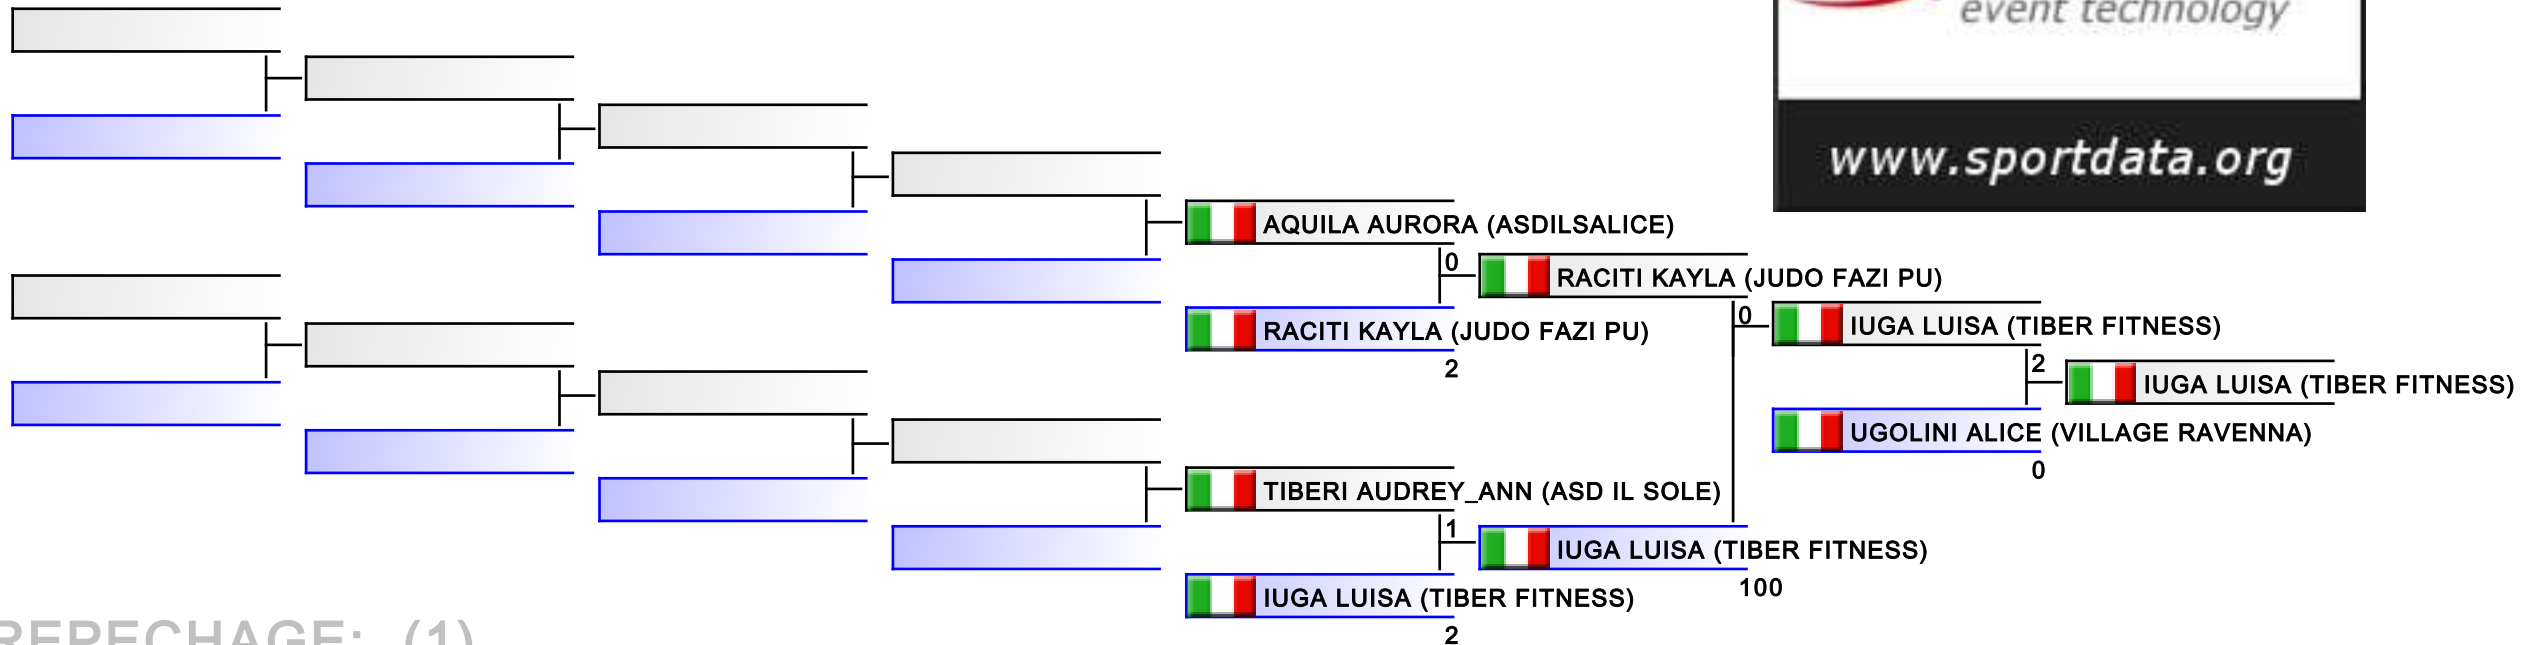 event technology
www.sportdata.org
AQUILA AURORA (ASDILSALICE)
0
RACITI KAYLA (JUDO FAZI PU)
RACITI KAYLA (JUDO FAZI PU)
2
0
IUGA LUISA (TIBER FITNESS)
2
IUGA LUISA (TIBER FITNESS)
UGOLINI ALICE (VILLAGE RAVENNA)
0
TIBERI AUDREY_ANN (ASD IL SOLE)
1
IUGA LUISA (TIBER FITNESS)
100
IUGA LUISA (TIBER FITNESS)
2
REPECHAGE: (1)